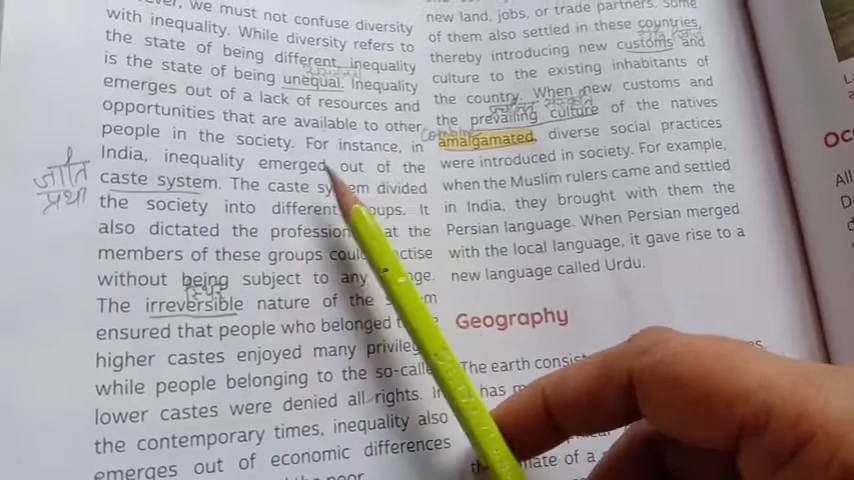 However, we must not confuse diversity
with inequality. While diversity refers to
the state of being different, inequality
is the state of being unequal. Inequality
emerges out of a lack of resources and
opportunities that are available to other
people in the society. For instance, in
India, inequality emerged out of the
caste system. The caste system divided
the society into different groups. It
also dictated the profession that the
members of these groups could practise
without being subject to any change.
स्थिर
The irreversible nature of the
ensured that people who belonged
higher castes enjoyed many privileges
while people belonging to the so-called
lower castes were denied all rights. In
the contemporary times, inequality also
emerges out of economic differences
जाति
प्रथा
new land, jobs, or trade partners. Some
of them also settled in these countries,
thereby introducing new customs and
culture to the existing inhabitants of
the country. When new customs and
the prevailing culture of the natives
combine
amalgamated, diverse social practices
were introduced in society. For example,
when the Muslim rulers came and settled
in India, they brought with them the
Persian language. When Persian merged
with the local language, it gave rise to a
new language called Urdu.
Geography
The earth
has